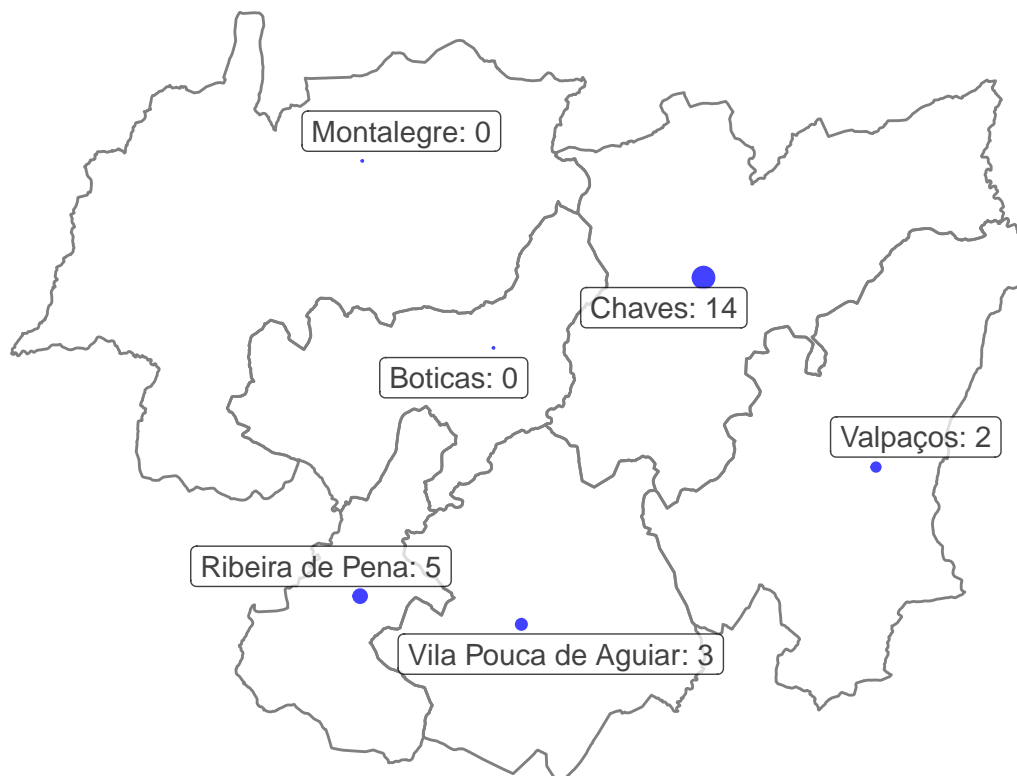 Montalegre: 0
Chaves: 14
Boticas: 0
Valpaços: 2
Ribeira de Pena: 5
Vila Pouca de Aguiar: 3